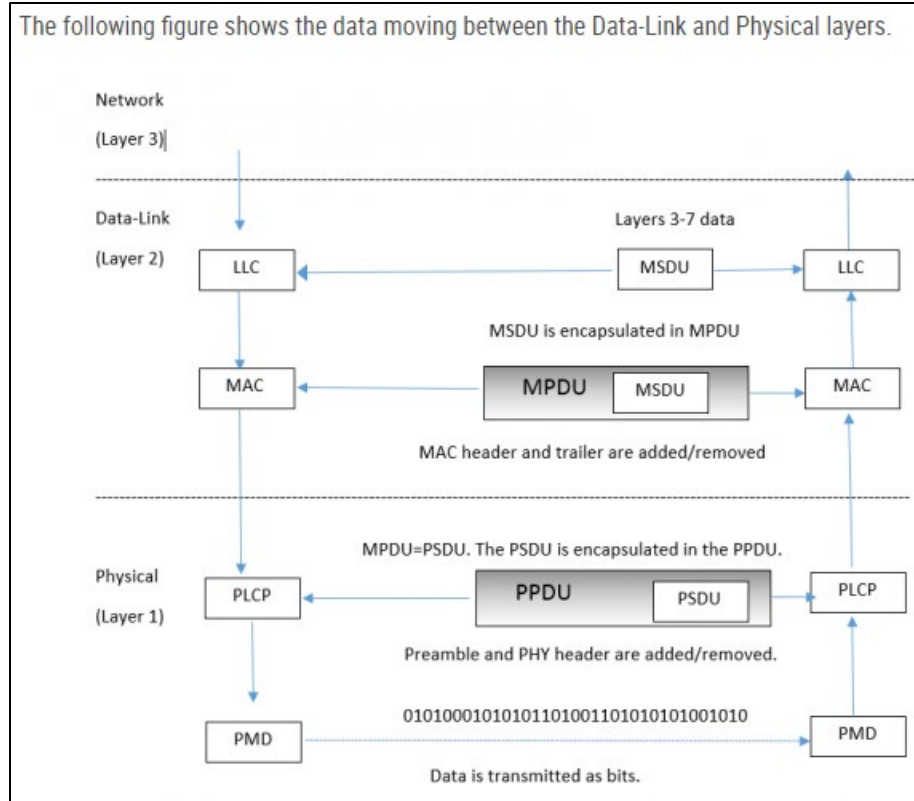 The following figure shows the data moving between the Data-Link and Physical layers.
Network
(Layer 3)
Data-Link
(Layer 2)
Layers 3-7 data
LLC
MSDU
LLC
MSDU is encapsulated in MPDU
MAC
MPDU
MSDU
MAC
MAC header and trailer are added/removed
MPDU=PSDU. The PSDU is encapsulated in the PPDU.
Physical
(Layer 1)
PLCP
PPDU
PSDU
PLCP
Preamble and PHY header are added/removed.
01010001010101101001101010101001010
PMD
PMD
Data is transmitted as bits.